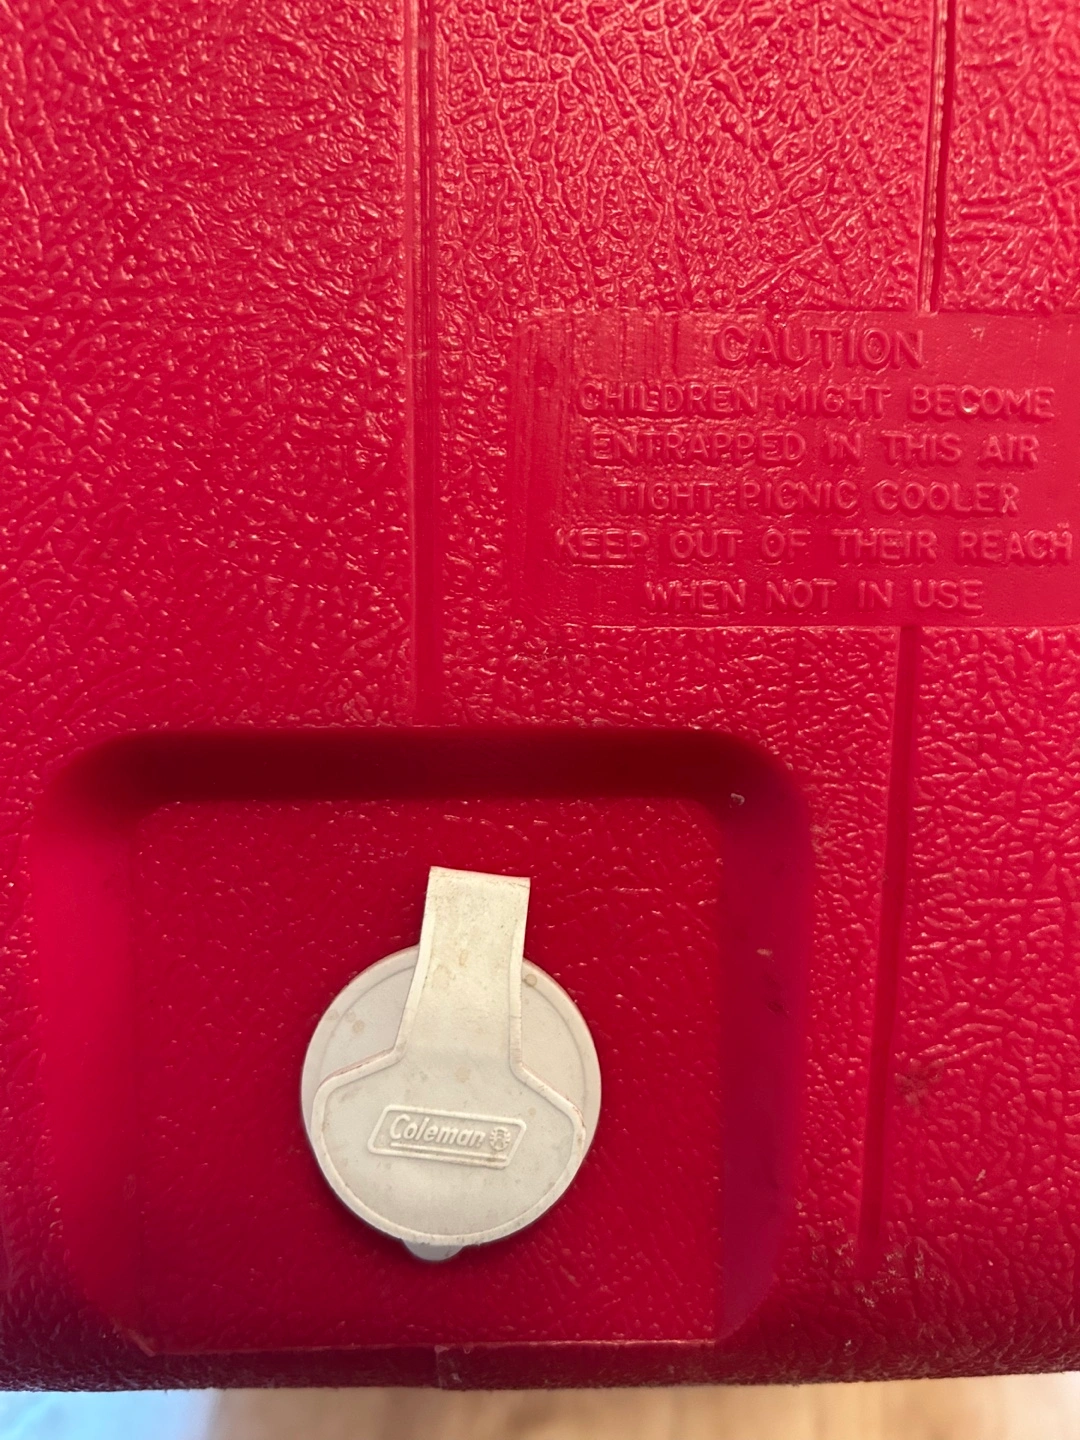 CAUTION
CHILDREN MIGHT BECOME
ENTRAPPED IN THIS AIR
TIGHT PICNIC COOLER
KEEP OUT OF THEIR REACH
WHEN NOT IN USE
Coleman